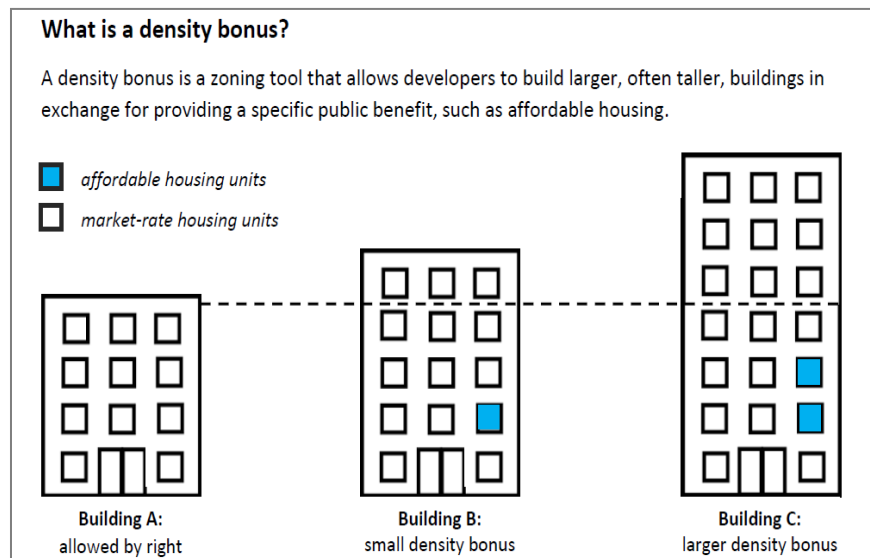 What is a density bonus?
A density bonus is a zoning tool that allows developers to build larger, often taller, buildings in
exchange for providing a specific public benefit, such as affordable housing.
affordable housing units
market-rate housing units
Building A:
allowed by right
Building B:
small density bonus
Building C:
larger density bonus